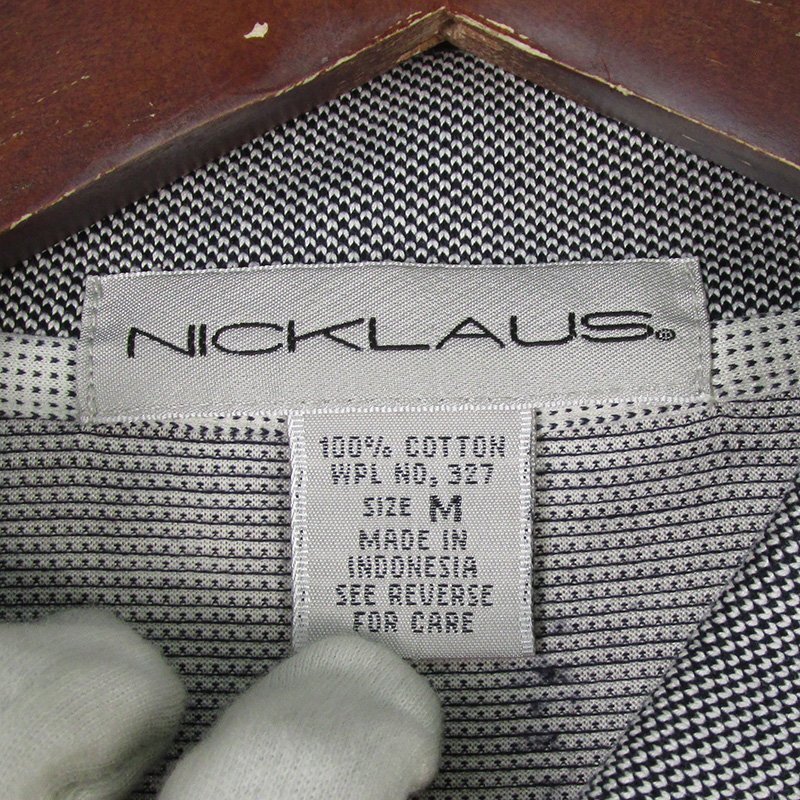 NICKLAUS®
100% COTTON
WPL NO. 327
SIZE M
MADE IN
INDONESIA
SEE REVERSE
FOR CARE